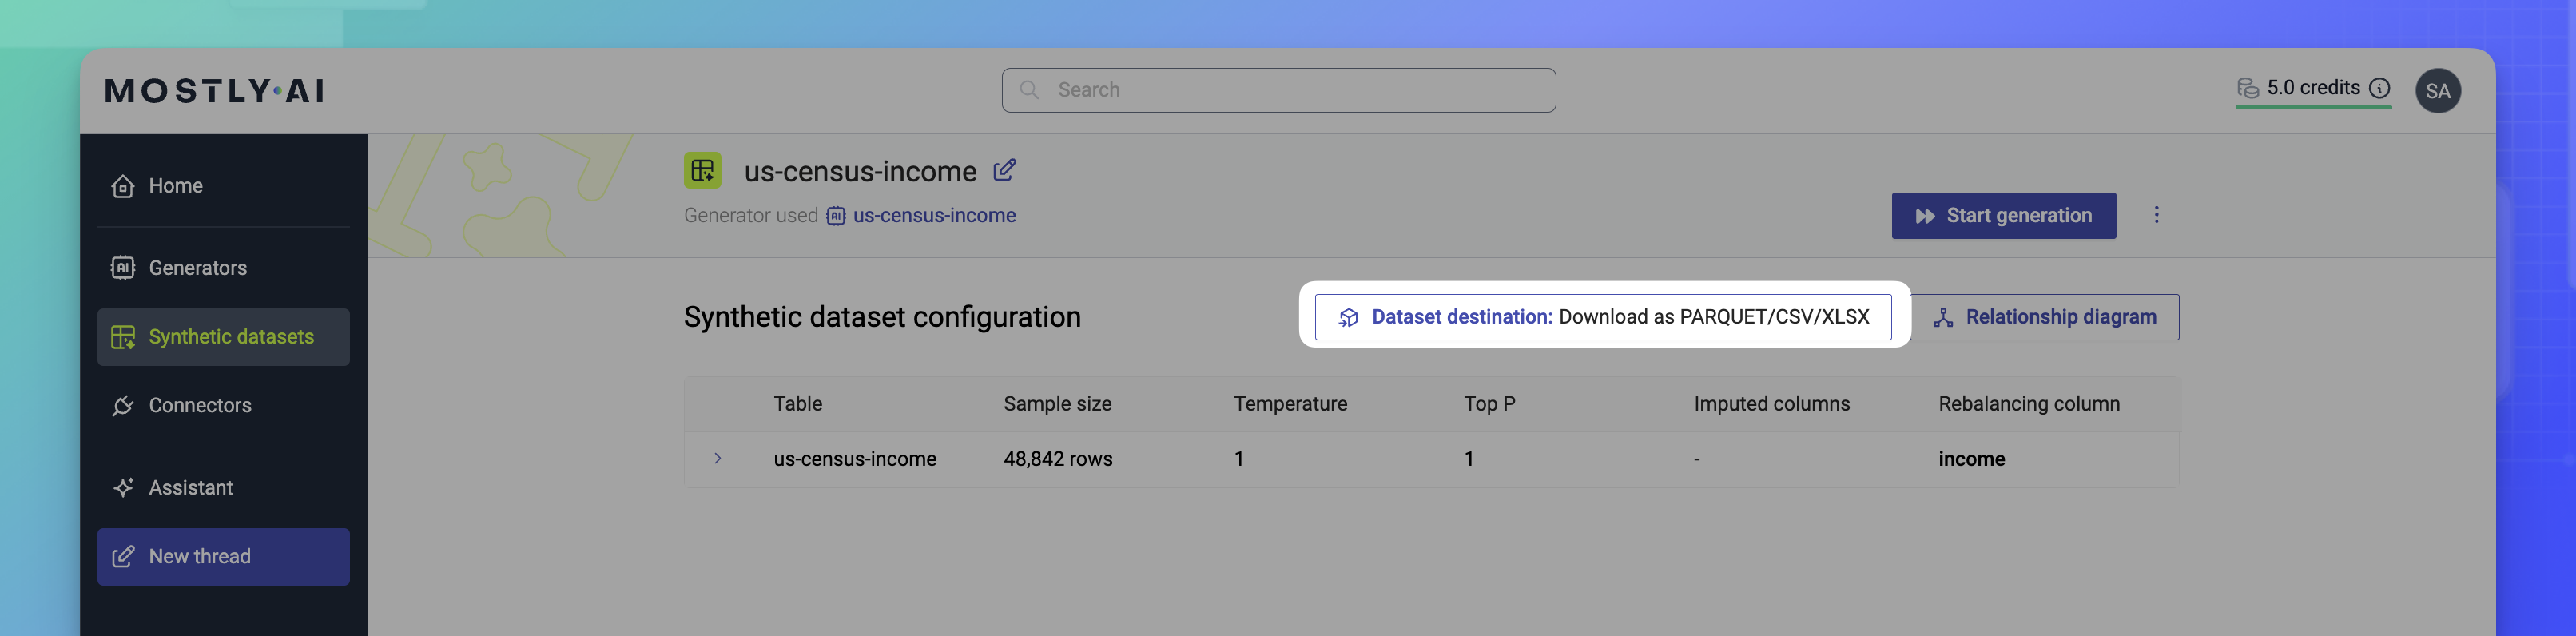 MOSTLY•AI
Search
5.0 credits
SA
Home
Generators
Synthetic datasets
Connectors
Assistant
New thread
us-census-income
Generator used us-census-income
Start generation
Synthetic dataset configuration
Dataset destination: Download as PARQUET/CSV/XLSX
Relationship diagram
Table Sample size Temperature Top P Imputed columns Rebalancing column
us-census-income 48,842 rows 1 1 - income